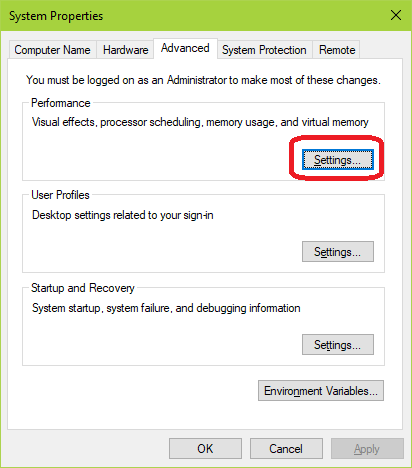 System Properties
Computer Name Hardware Advanced System Protection Remote
You must be logged on as an Administrator to make most of these changes.
Performance
Visual effects, processor scheduling, memory usage, and virtual memory
Settings...
User Profiles
Desktop settings related to your sign-in
Settings...
Startup and Recovery
System startup, system failure, and debugging information
Settings...
Environment Variables...
OK Cancel Apply